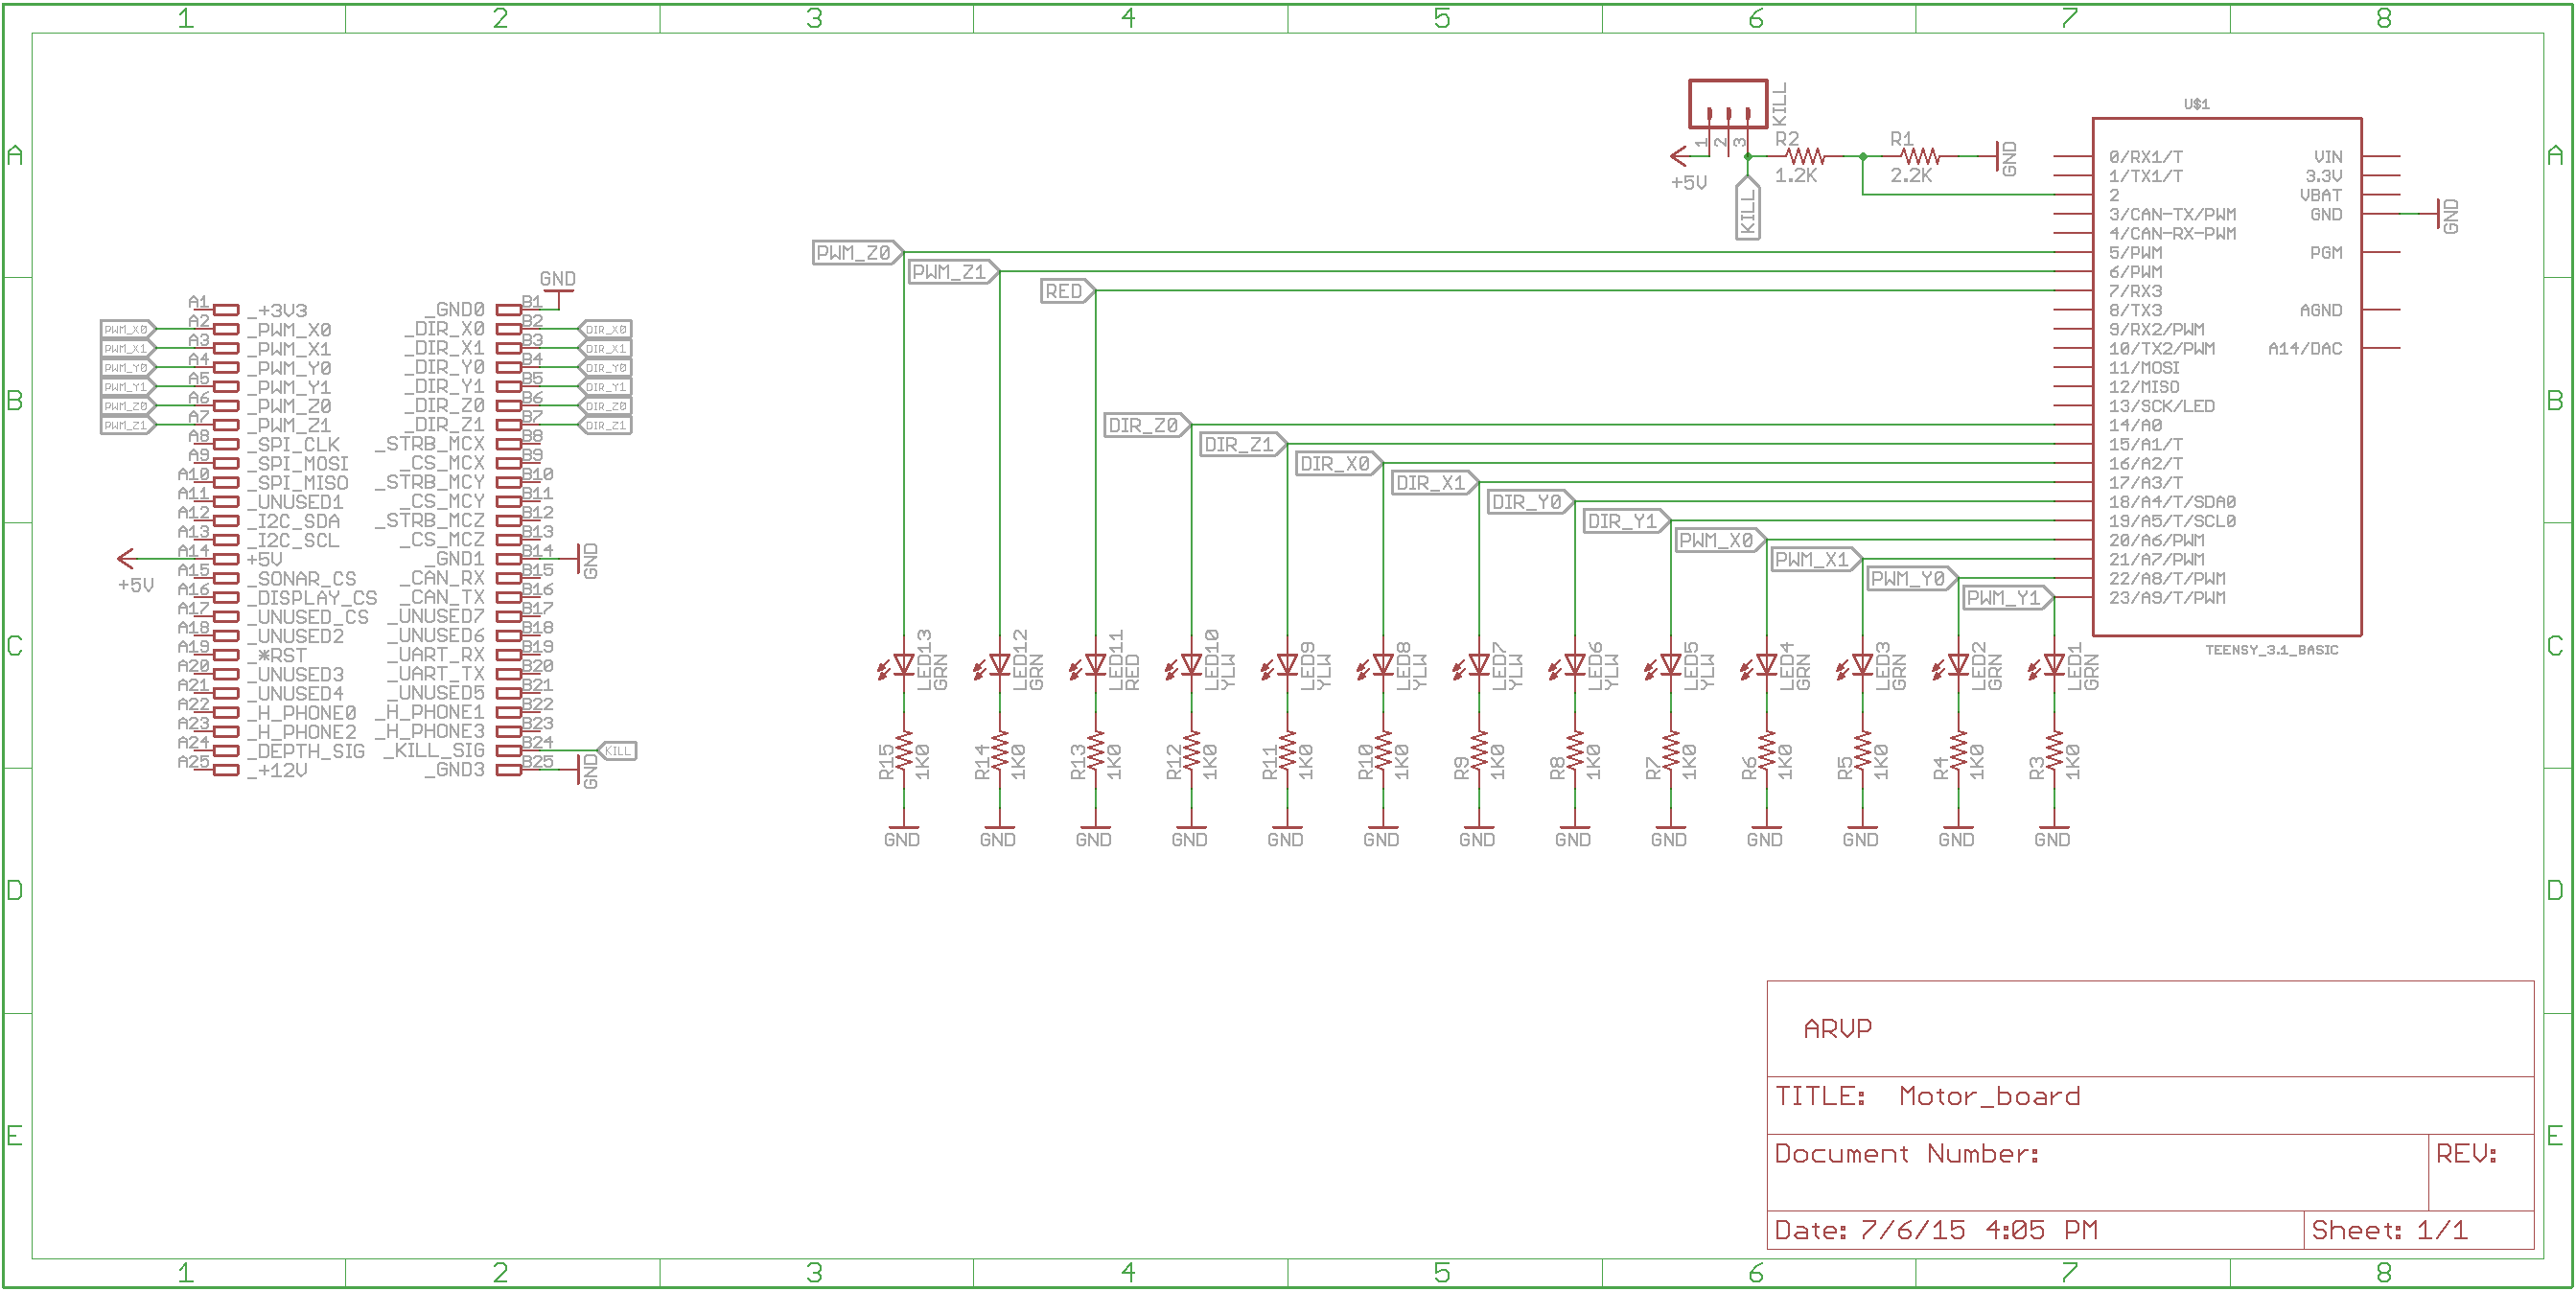 1 2 3 4 5 6 7 8
A
B
C
D
E
A
B
C
D
E
KILL
1 2 3
+5V
R2
1.2K
R1
2.2K
GND
KILL
U$1
0/RX1/T
1/TX1/T
2
3/CAN-TX/PWM
4/CAN-RX-PWM
5/PWM
6/PWM
7/RX3
8/TX3
9/RX2/PWM
10/TX2/PWM
11/MOSI
12/MISO
13/SCK/LED
14/A0
15/A1/T
16/A2/T
17/A3/T
18/A4/T/SDA0
19/A5/T/SCL0
20/A6/PWM
21/A7/PWM
22/A8/T/PWM
23/A9/T/PWM
VIN
3.3V
VBAT
GND
PGM
AGND
A14/DAC
GND
TEENSY_3.1_BASIC
PWM_Z0
PWM_Z1
RED
DIR_Z0
DIR_Z1
DIR_X0
DIR_X1
DIR_Y0
DIR_Y1
PWM_X0
PWM_X1
PWM_Y0
PWM_Y1
GND
A1 _+3V3 _GND0 B1
PWM_X0 A2 _PWM_X0 _DIR_X0 B2 DIR_X0
PWM_X1 A3 _PWM_X1 _DIR_X1 B3 DIR_X1
PWM_Y0 A4 _PWM_Y0 _DIR_Y0 B4 DIR_Y0
PWM_Y1 A5 _PWM_Y1 _DIR_Y1 B5 DIR_Y1
PWM_Z0 A6 _PWM_Z0 _DIR_Z0 B6 DIR_Z0
PWM_Z1 A7 _PWM_Z1 _DIR_Z1 B7 DIR_Z1
A8 _SPI_CLK _STRB_MCX B8
A9 _SPI_MOSI _CS_MCX B9
A10 _SPI_MISO _STRB_MCY B10
A11 _UNUSED1 _CS_MCY B11
A12 _I2C_SDA _STRB_MCZ B12
A13 _I2C_SCL _CS_MCZ B13
+5V A14 +5V _GND1 B14 GND
A15 _SONAR_CS _CAN_RX B15
A16 _DISPLAY_CS _CAN_TX B16
A17 _UNUSED_CS _UNUSED7 B17
A18 _UNUSED2 _UNUSED6 B18
A19 _*RST _UART_RX B19
A20 _UNUSED3 _UART_TX B20
A21 _UNUSED4 _UNUSED5 B21
A22 _H_PHONE0 _H_PHONE1 B22
A23 _H_PHONE2 _H_PHONE3 B23
A24 _DEPTH_SIG _KILL_SIG B24 KILL
A25 _+12V _GND3 B25 GND
LED13 GRN
LED12 GRN
LED11 RED
LED10 YLW
LED9 YLW
LED8 YLW
LED7 YLW
LED6 YLW
LED5 YLW
LED4 GRN
LED3 GRN
LED2 GRN
LED1 GRN
R15 1K0
R14 1K0
R13 1K0
R12 1K0
R11 1K0
R10 1K0
R9 1K0
R8 1K0
R7 1K0
R6 1K0
R5 1K0
R4 1K0
R3 1K0
GND GND GND GND GND GND GND GND GND GND GND GND GND
ARVP
TITLE: Motor_board
Document Number:
REV:
Date: 7/6/15 4:05 PM
Sheet: 1/1
1 2 3 4 5 6 7 8